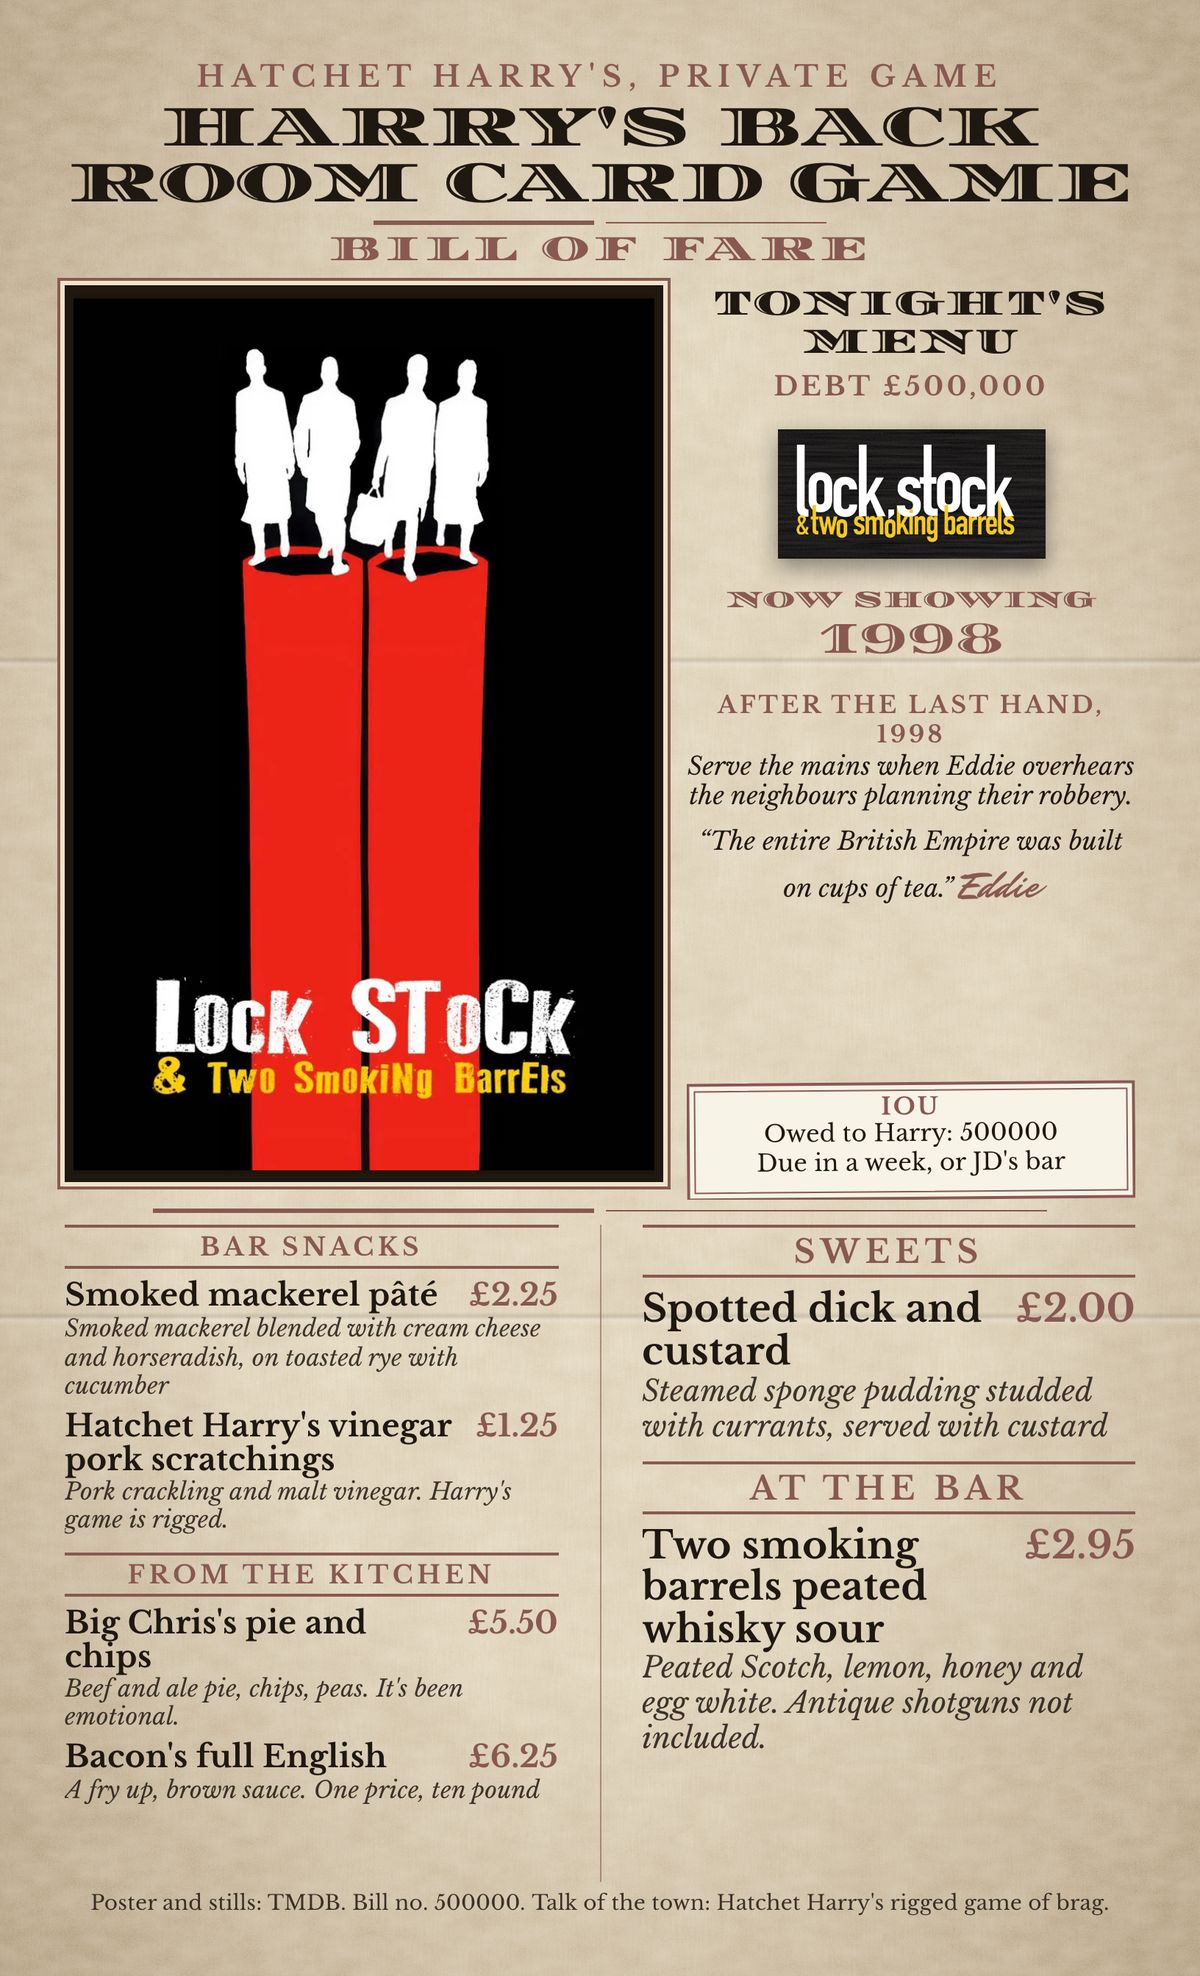 HATCHET HARRY'S, PRIVATE GAME
HARRY'S BACK
ROOM CARD GAME
BILL OF FARE
Lock SToCk
& Two SmokiNg BarrEls
TONIGHT'S
MENU
DEBT £500,000
lock, stock
& two smoking barrels
NOW SHOWING
1998
AFTER THE LAST HAND,
1998
Serve the mains when Eddie overhears
the neighbours planning their robbery.
“The entire British Empire was built
on cups of tea.” Eddie
IOU
Owed to Harry: 500000
Due in a week, or JD's bar
BAR SNACKS
Smoked mackerel pâté £2.25
Smoked mackerel blended with cream cheese
and horseradish, on toasted rye with
cucumber
Hatchet Harry's vinegar £1.25
pork scratchings
Pork crackling and malt vinegar. Harry's
game is rigged.
FROM THE KITCHEN
Big Chris's pie and £5.50
chips
Beef and ale pie, chips, peas. It's been
emotional.
Bacon's full English £6.25
A fry up, brown sauce. One price, ten pound
SWEETS
Spotted dick and £2.00
custard
Steamed sponge pudding studded
with currants, served with custard
AT THE BAR
Two smoking £2.95
barrels peated
whisky sour
Peated Scotch, lemon, honey and
egg white. Antique shotguns not
included.
Poster and stills: TMDB. Bill no. 500000. Talk of the town: Hatchet Harry's rigged game of brag.